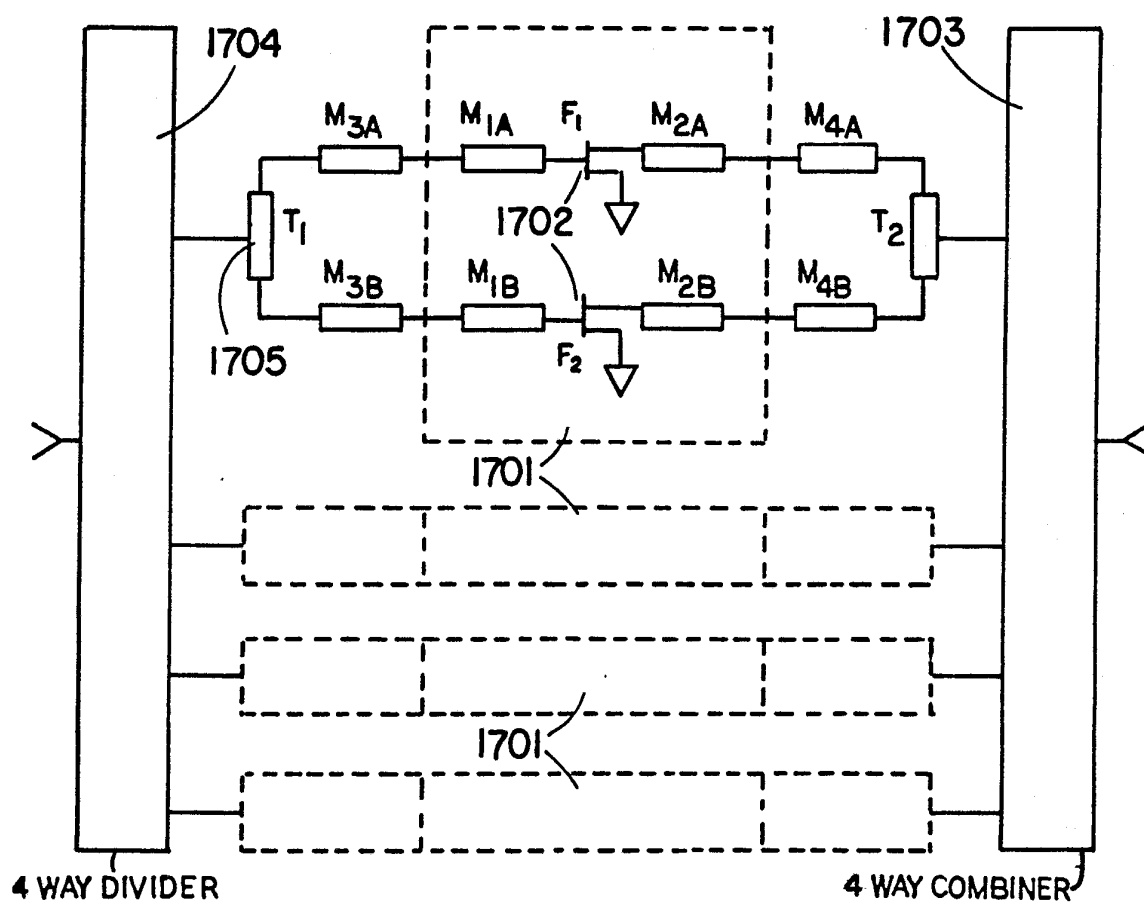 1704
1703
M3A
M1A
F1
M2A
M4A
T1
1702
T2
M3B
M1B
M2B
M4B
1705
F2
1701
1701
4 WAY DIVIDER
4 WAY COMBINER